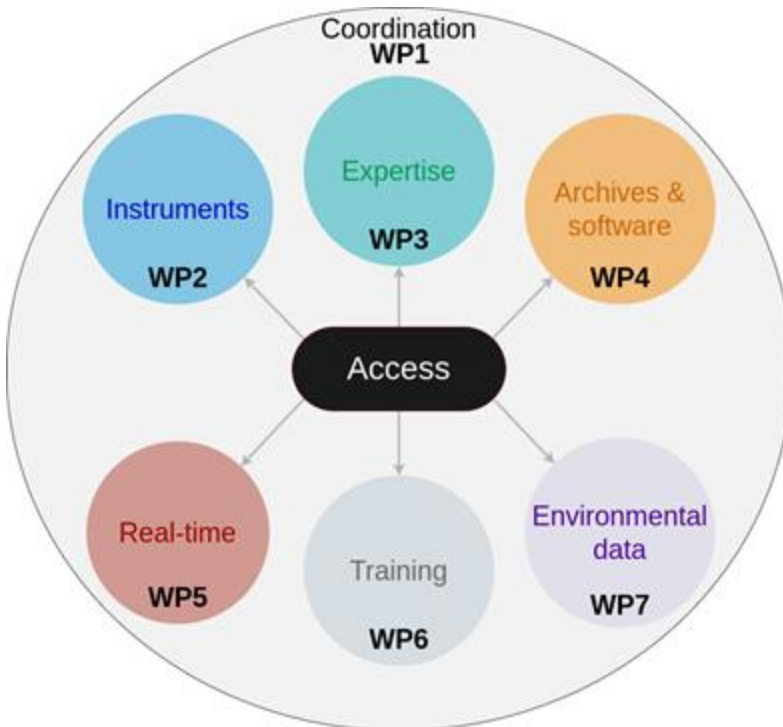 Coordination
WP1
Instruments
WP2
Expertise
WP3
Archives &
software
WP4
Access
Real-time
WP5
Training
WP6
Environmental
data
WP7